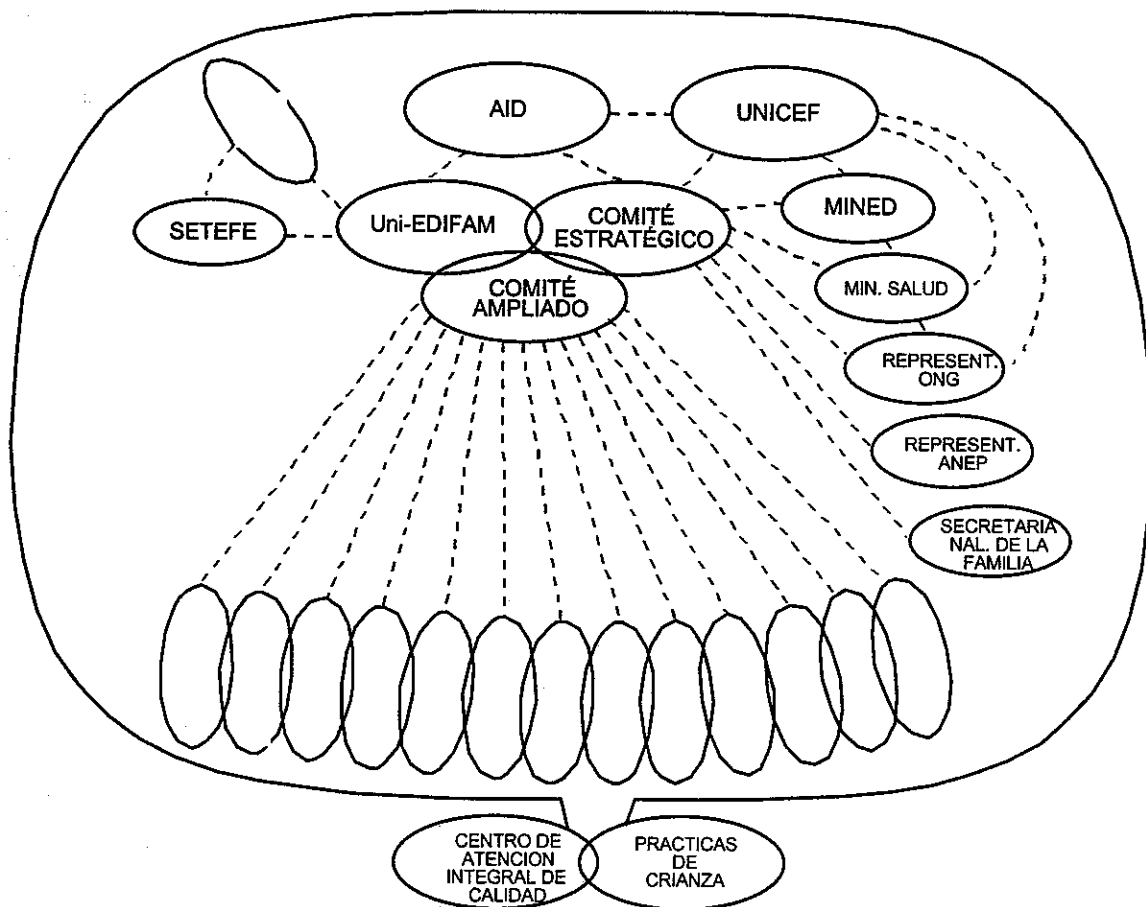 AID
UNICEF
SETEFE
Uni-EDIFAM
COMITÉ
ESTRATÉGICO
MINED
COMITÉ
AMPLIADO
MIN. SALUD
REPRESENT.
ONG
REPRESENT.
ANEP
SECRETARIA
NAL. DE LA
FAMILIA
CENTRO DE
ATENCION
INTEGRAL DE
CALIDAD
PRACTICAS
DE
CRIANZA